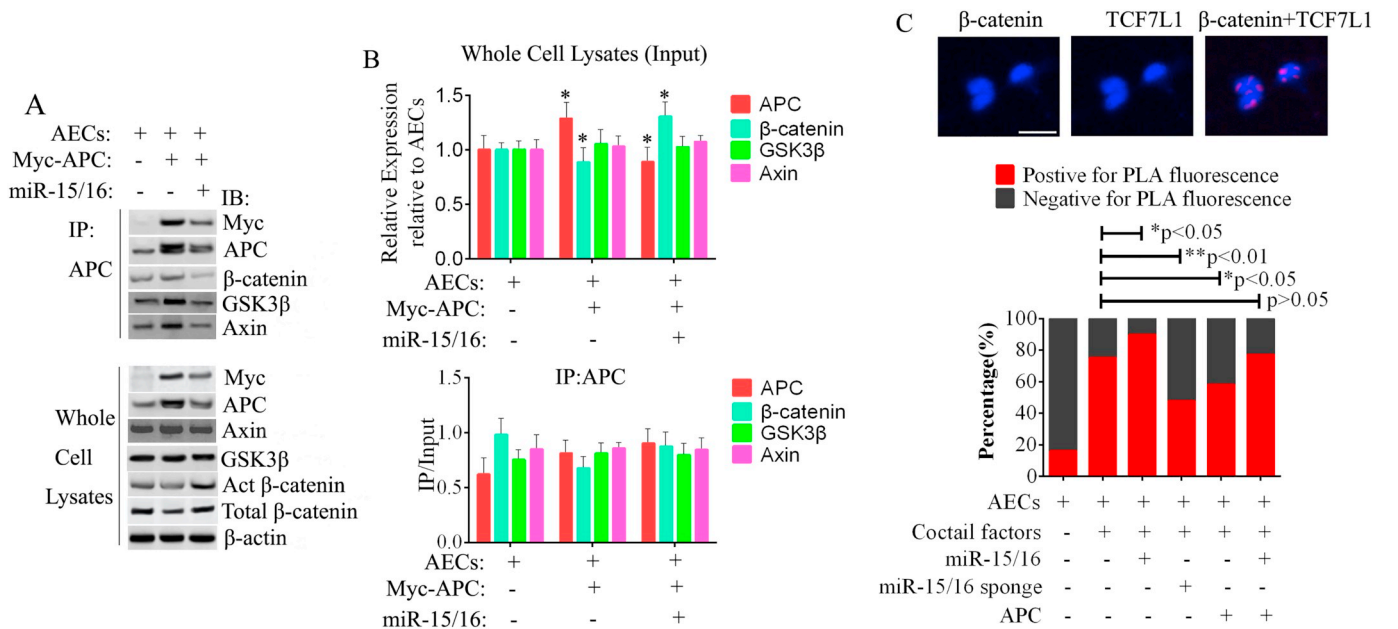 A
AECs: + + +
Myc-APC: - + +
miR-15/16: - - +
IB:
IP:
APC
Myc
APC
β-catenin
GSK3β
Axin
Whole
Cell
Lysates
Myc
APC
Axin
GSK3β
Act β-catenin
Total β-catenin
β-actin
B
Whole Cell Lysates (Input)
Relative Expression
relative to AECs
1.5
1.0
0.5
0.0
* * * *
APC
β-catenin
GSK3β
Axin
AECs: + + +
Myc-APC: - + +
miR-15/16: - - +
IP:APC
IP/Input
1.5
1.0
0.5
0.0
APC
β-catenin
GSK3β
Axin
AECs: + + +
Myc-APC: - + +
miR-15/16: - - +
C
β-catenin TCF7L1 β-catenin+TCF7L1
Postive for PLA fluorescence
Negative for PLA fluorescence
*p<0.05
**p<0.01
*p<0.05
p>0.05
Percentage(%)
100
80
60
40
20
0
AECs + + + + + +
Coctail factors - + + + + +
miR-15/16 - - + - - +
miR-15/16 sponge - - - + - -
APC - - - - + +